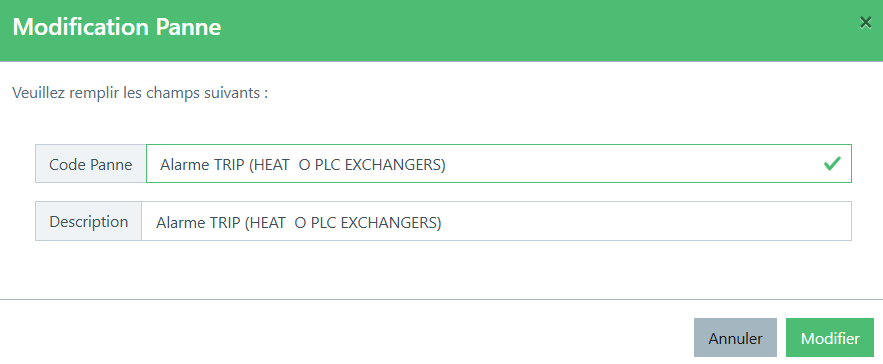 Modification Panne
×
Veuillez remplir les champs suivants :
Code Panne Alarme TRIP (HEAT  O PLC EXCHANGERS)
Description Alarme TRIP (HEAT  O PLC EXCHANGERS)
Annuler Modifier